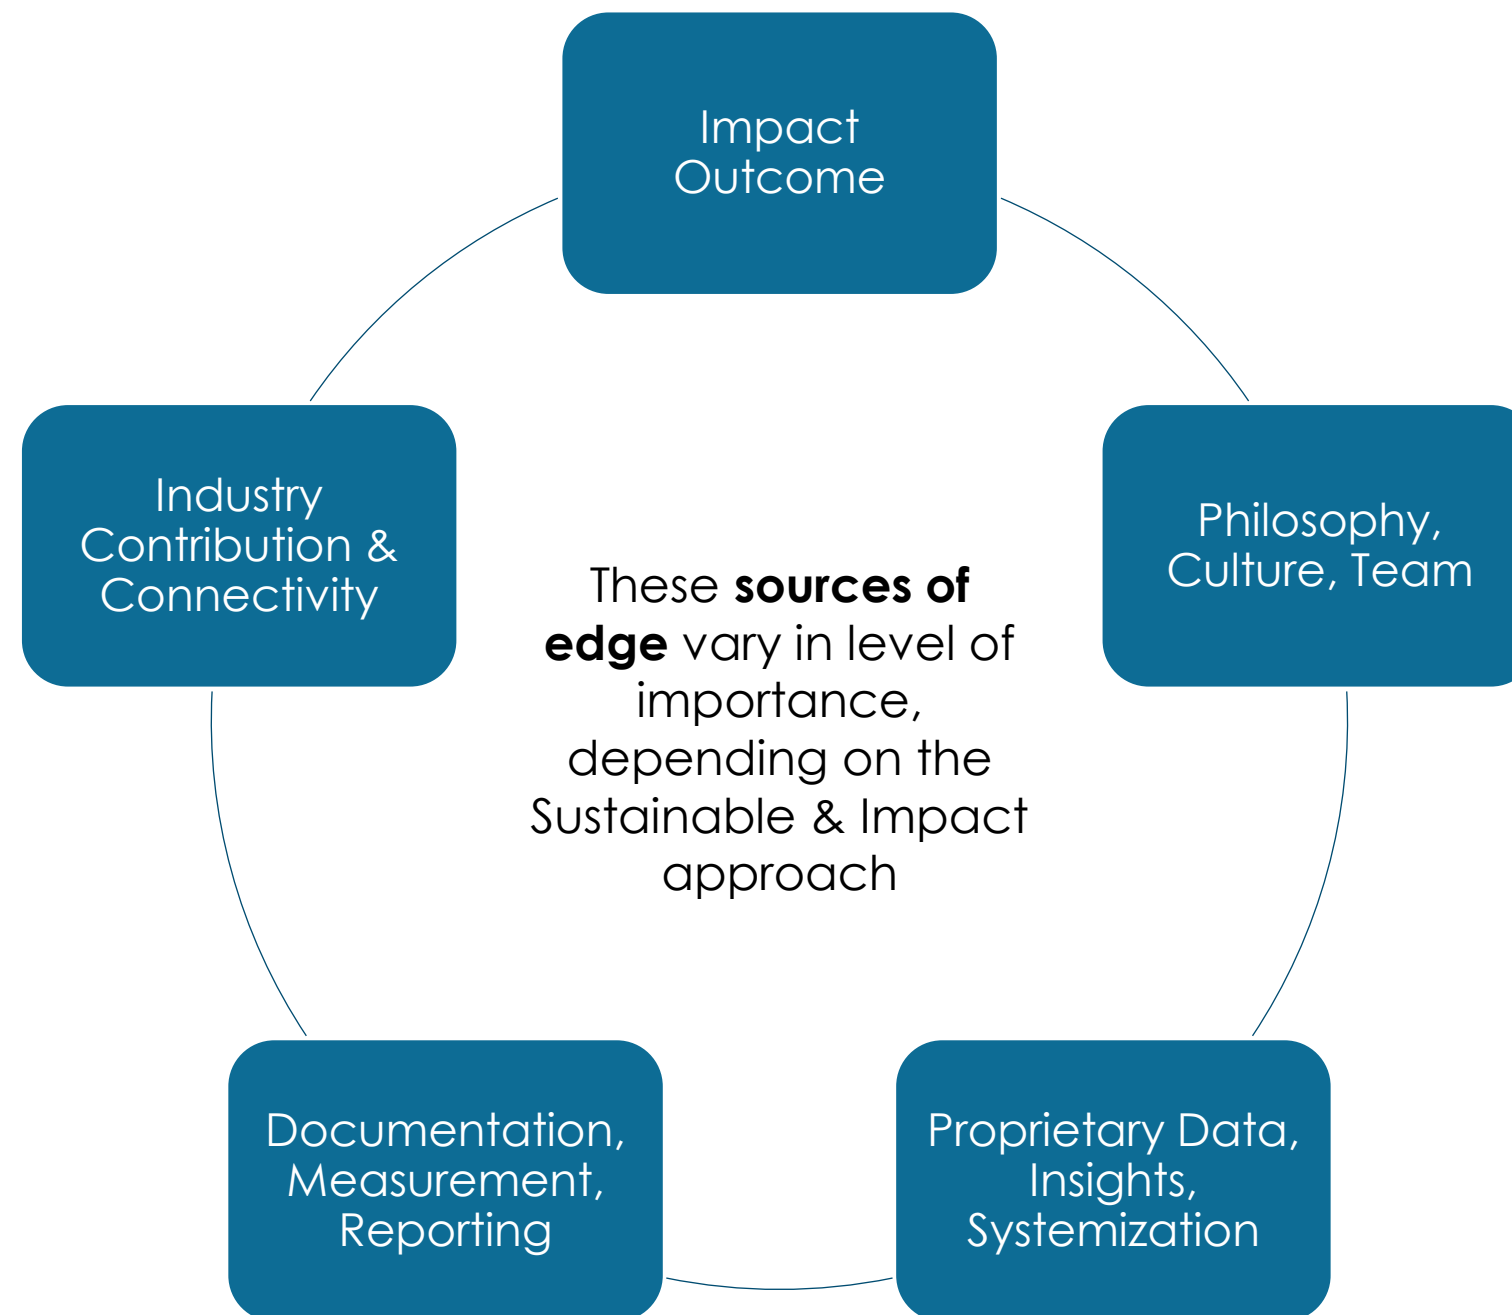 Impact
Outcome
Industry
Contribution &
Connectivity
Philosophy,
Culture, Team
These sources of
edge vary in level of
importance,
depending on the
Sustainable & Impact
approach
Documentation,
Measurement,
Reporting
Proprietary Data,
Insights,
Systemization